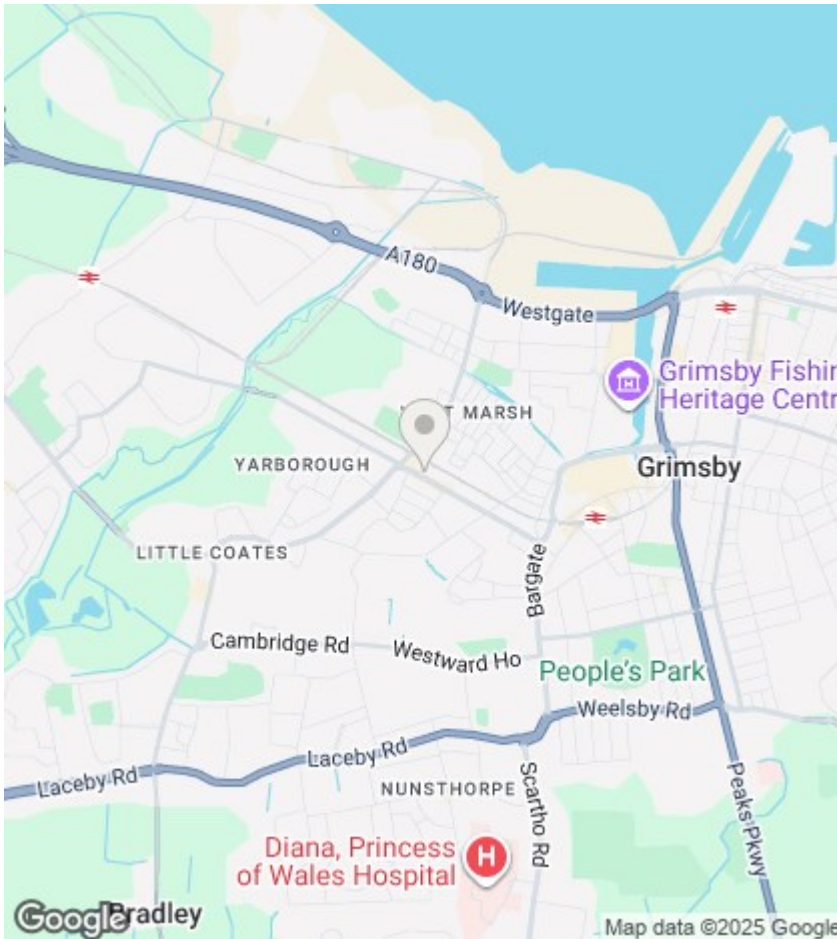 A180
Westgate
Grimsby Fishin
Heritage Centr
T MARSH
YARBOROUGH
Grimsby
LITTLE COATES
Bargate
Cambridge Rd
Westward Ho
People's Park
Weelsby Rd
Laceby Rd
Laceby Rd
NUNSTHORPE
Scartho Rd
Peaks Pkwy
Diana, Princess
of Wales Hospital
H
Google
Bradley
Map data ©2025 Google